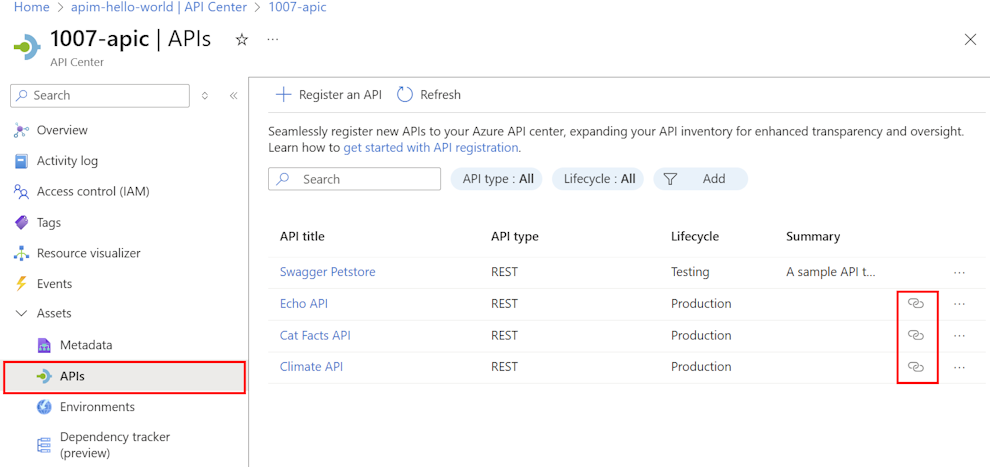 Home > apim-hello-world | API Center > 1007-apic
1007-apic | APIs
API Center
Search
Overview
Activity log
Access control (IAM)
Tags
Resource visualizer
Events
Assets
Metadata
APIs
Environments
Dependency tracker
(preview)
Register an API Refresh
Seamlessly register new APIs to your Azure API center, expanding your API inventory for enhanced transparency and oversight.
Learn how to get started with API registration.
Search API type : All Lifecycle : All Add
API title API type Lifecycle Summary
Swagger Petstore REST Testing A sample API t...
Echo API REST Production
Cat Facts API REST Production
Climate API REST Production